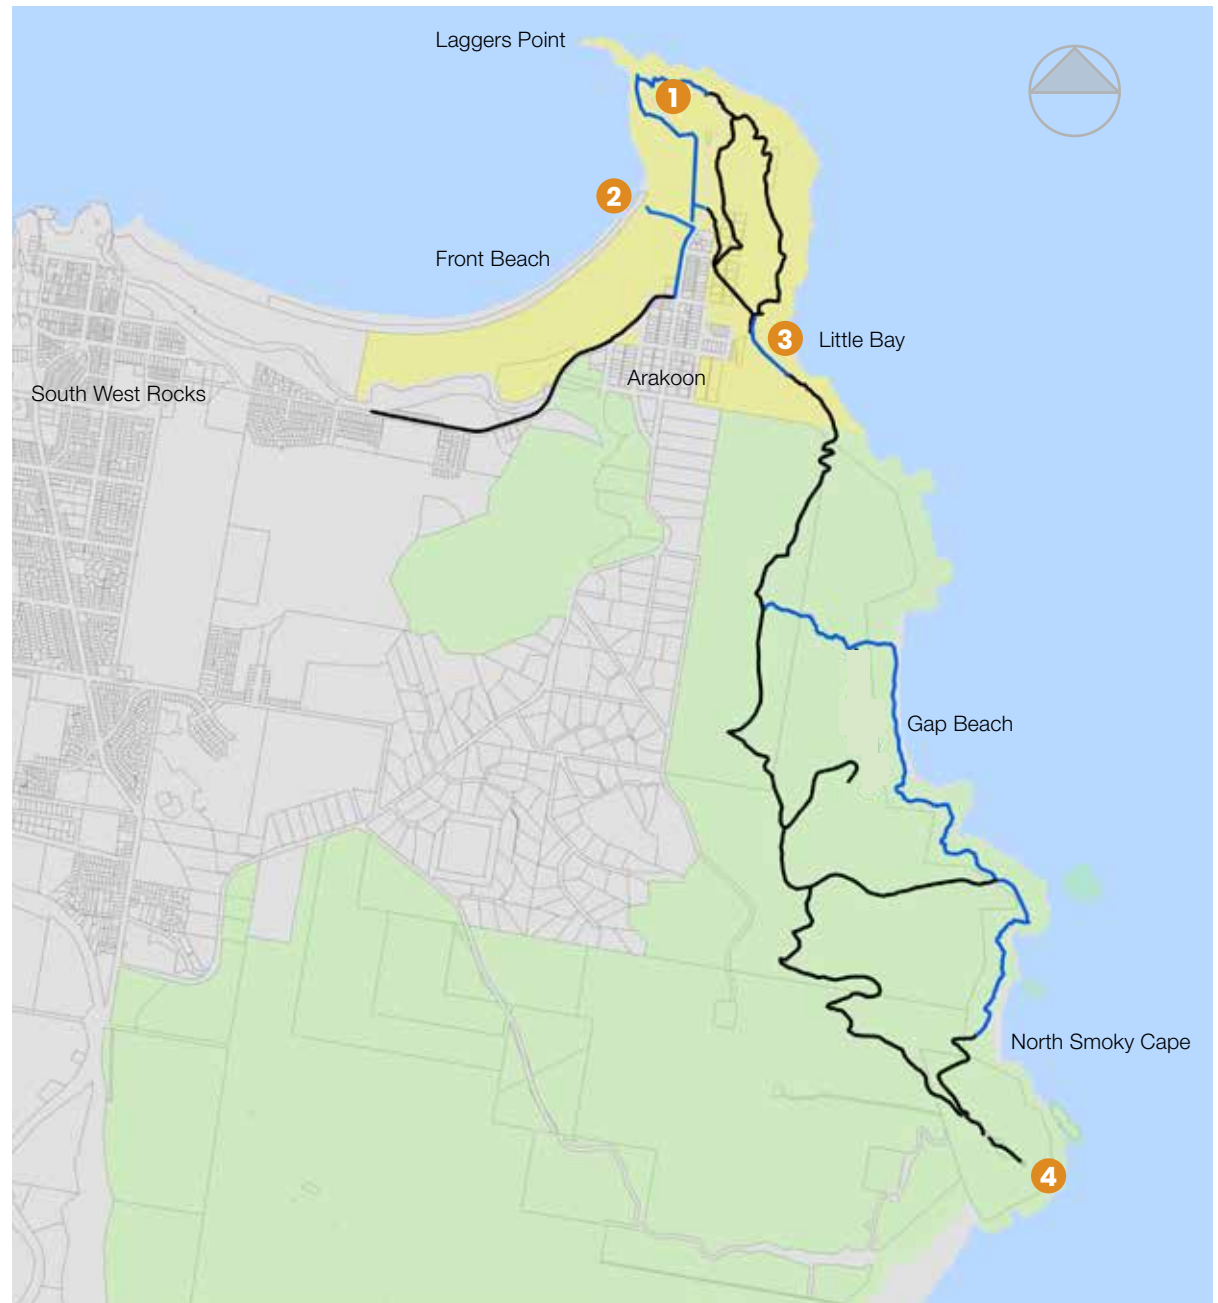 Laggers Point
1
2
Front Beach
3
Little Bay
Arakoon
South West Rocks
Gap Beach
North Smoky Cape
4